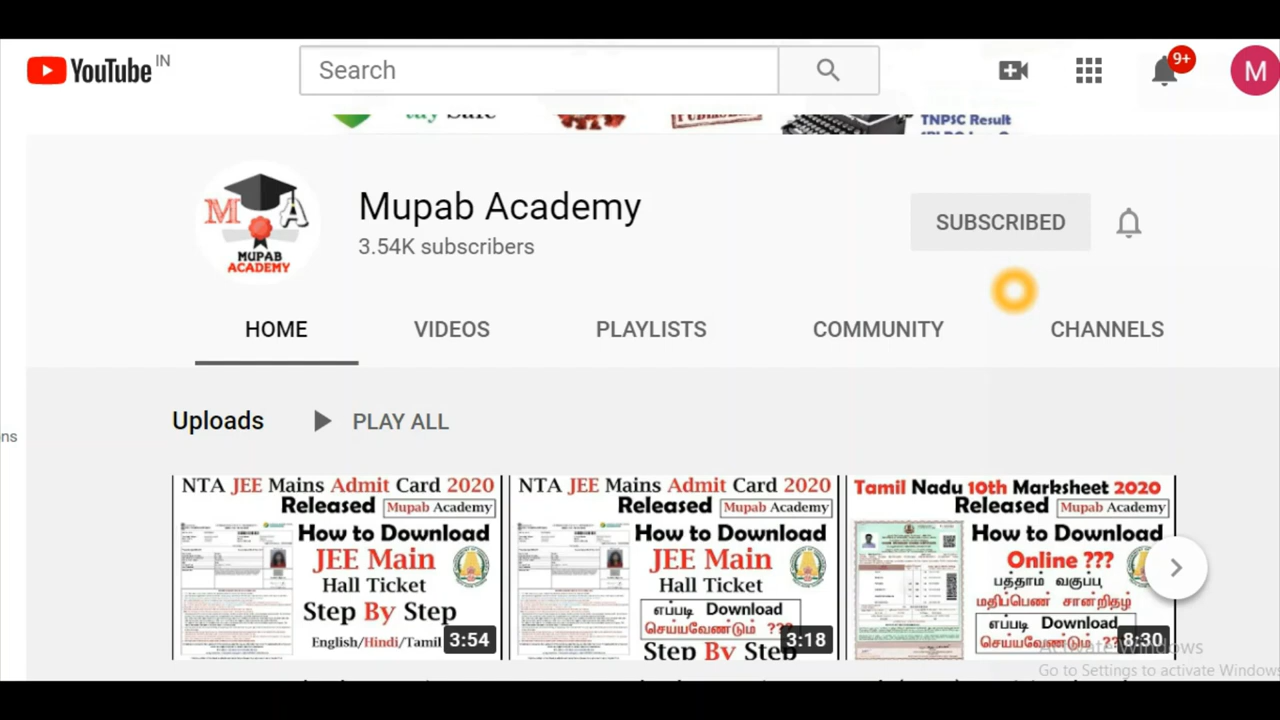 YouTube IN
Search
9+
M
TNPSC Result
Mupab Academy
3.54K subscribers
SUBSCRIBED
M A
MUPAB
ACADEMY
HOME VIDEOS PLAYLISTS COMMUNITY CHANNELS
Uploads PLAY ALL
ns
NTA JEE Mains Admit Card 2020
Released Mupab Academy
How to Download
JEE Main
Hall Ticket
Step By Step
English/Hindi/Tamil
3:54
NTA JEE Mains Admit Card 2020
Released Mupab Academy
How to Download
JEE Main
Hall Ticket
எப்படி Download
செய்யவேண்டும் ???
Step By Step
3:18
Tamil Nadu 10th Marksheet 2020
Released Mupab Academy
How to Download
Online ???
பத்தாம் வகுப்பு
மதிப்பெண் சான்றிதழ்
எப்படி Download
செய்யவேண்டும்
8:30
Activate Windows
Go to Settings to activate Windows